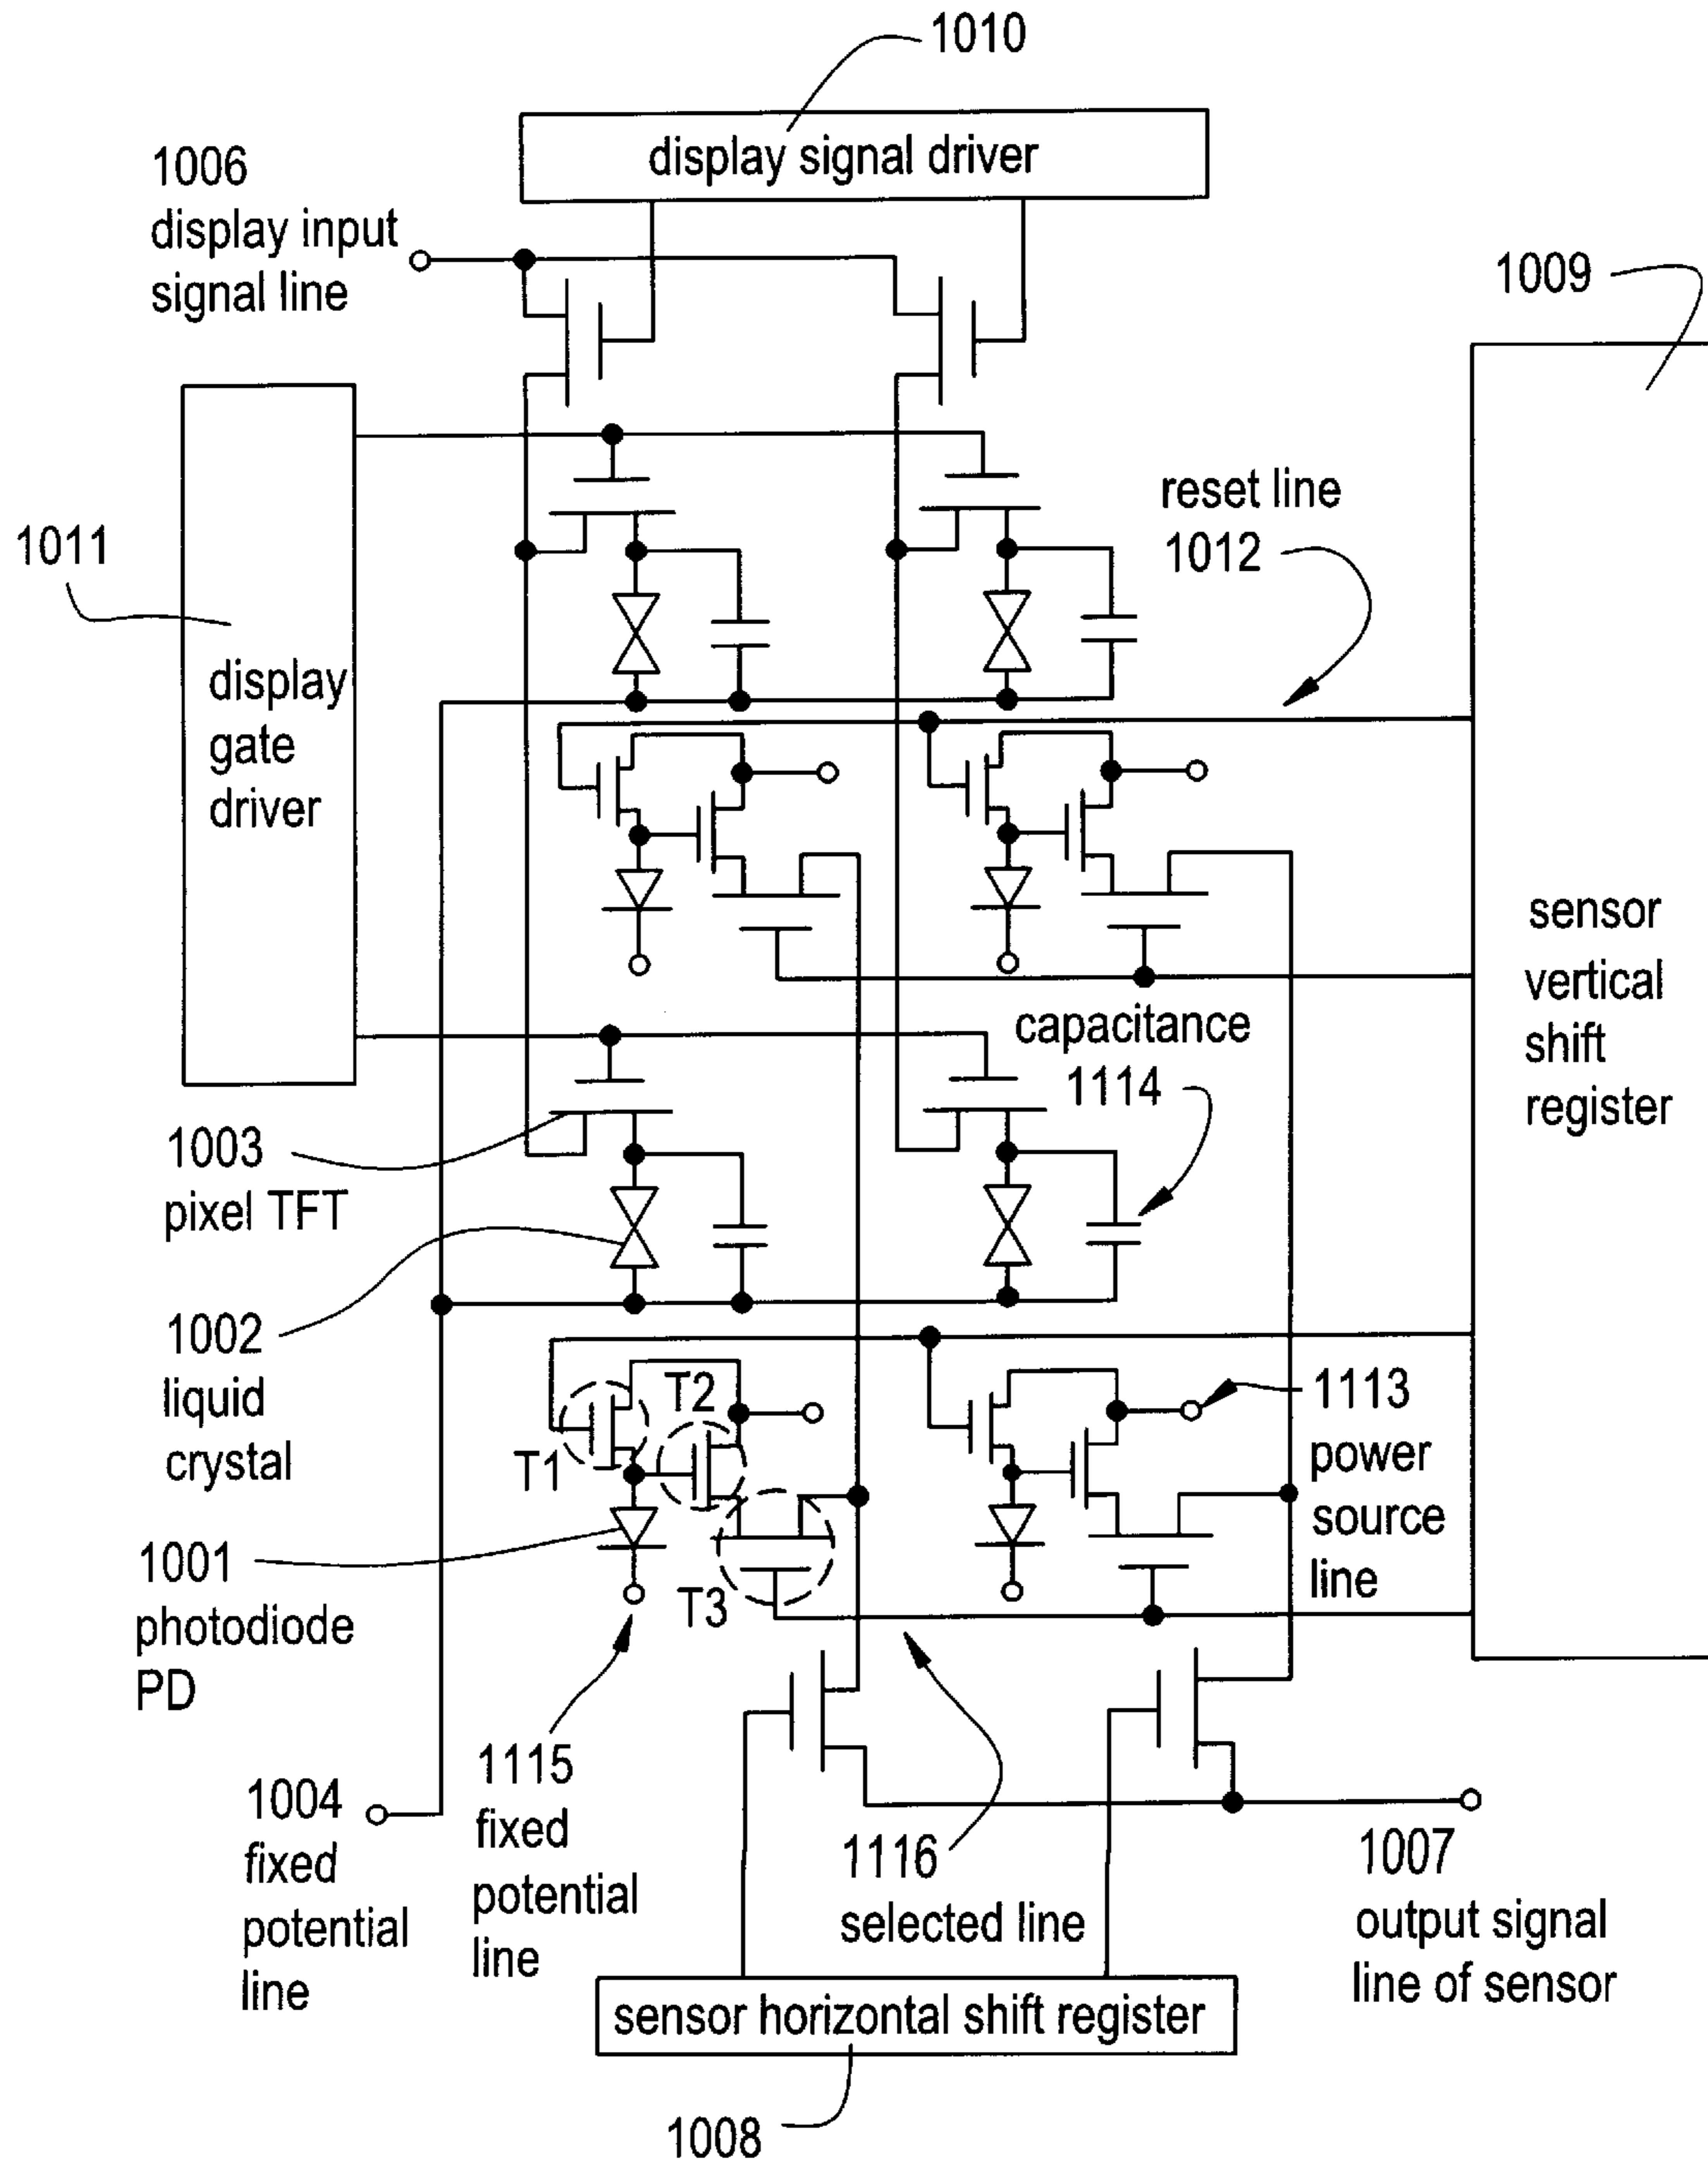 1010
display signal driver
1006
display input
signal line
1009
1011
display
gate
driver
reset line
1012
sensor
vertical
shift
register
capacitance
1114
1003
pixel TFT
1002
liquid
crystal
T1
T2
T3
1113
power
source
line
1001
photodiode
PD
1004
fixed
potential
line
1115
fixed
potential
line
1116
selected line
1007
output signal
line of sensor
sensor horizontal shift register
1008